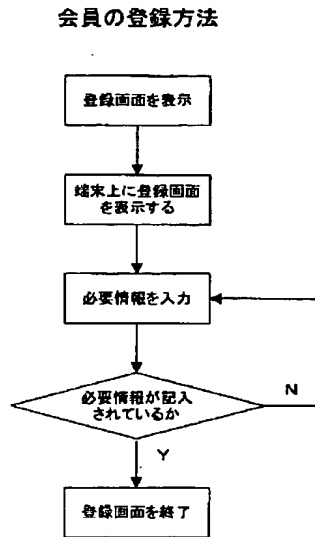 会員の登録方法
登録画面を表示
端末上に登録画面
を表示する
必要情報を入力
必要情報が記入
されているか
N
Y
登録画面を終了